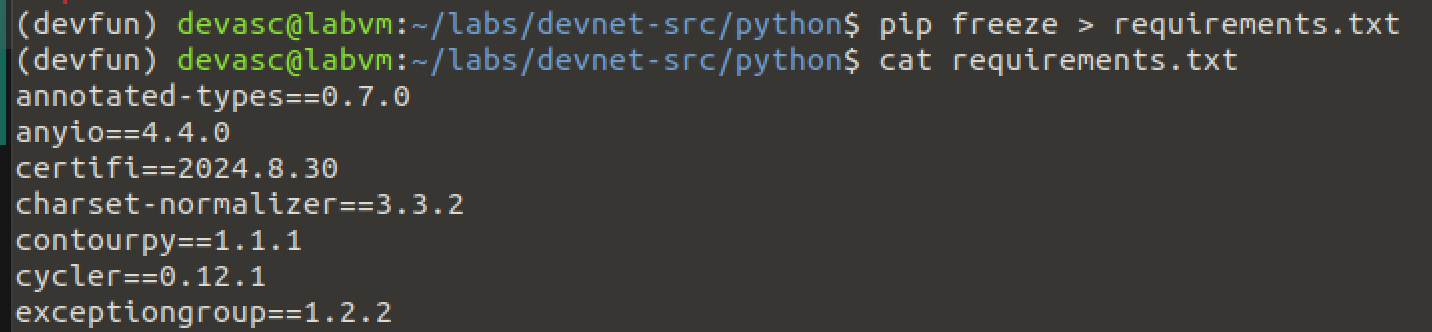 (devfun) devasc@labvm:~/labs/devnet-src/python$ pip freeze > requirements.txt
(devfun) devasc@labvm:~/labs/devnet-src/python$ cat requirements.txt
annotated-types==0.7.0
anyio==4.4.0
certifi==2024.8.30
charset-normalizer==3.3.2
contourpy==1.1.1
cycler==0.12.1
exceptiongroup==1.2.2